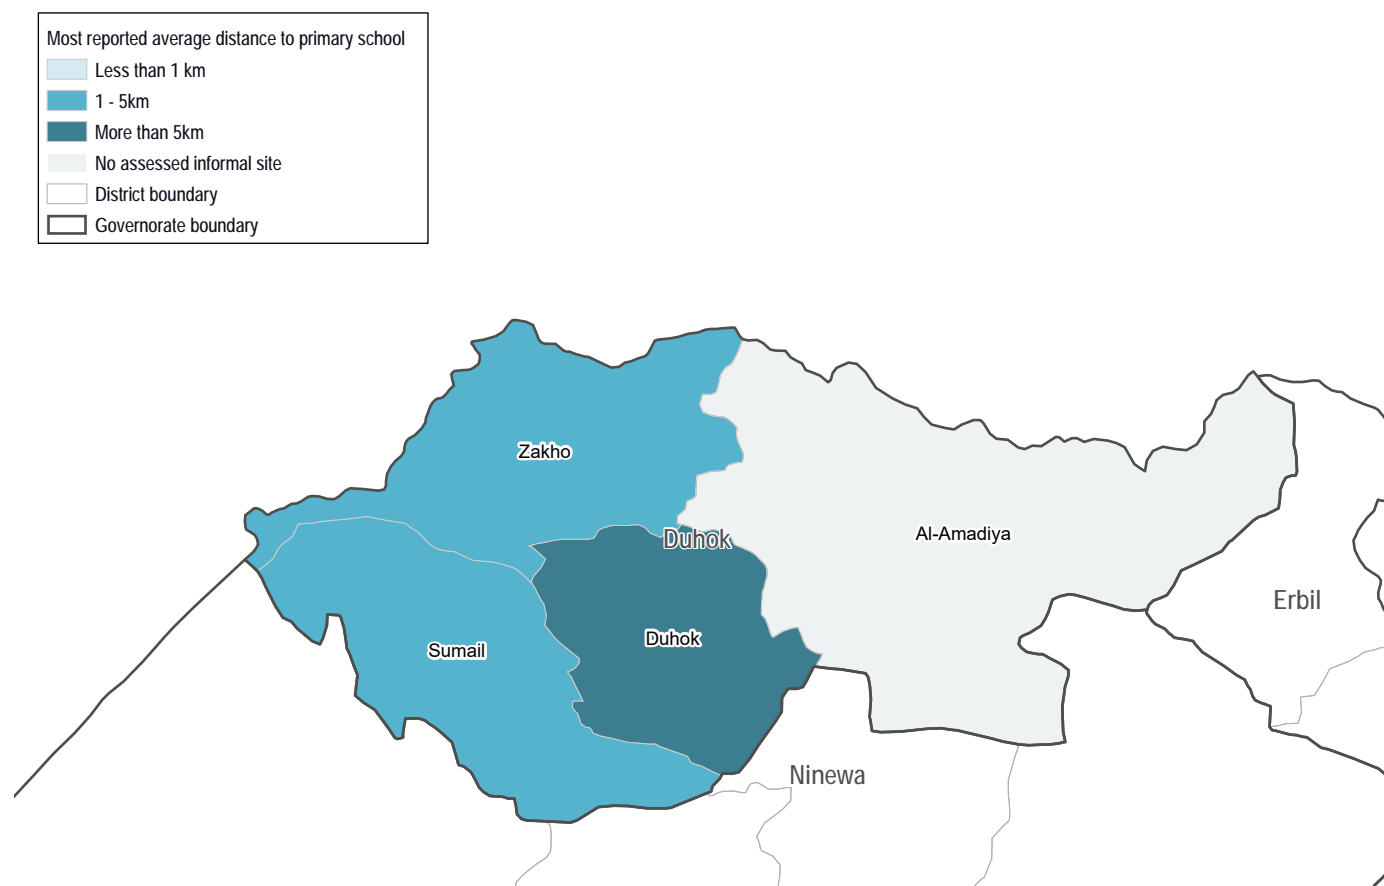 Most reported average distance to primary school
Less than 1 km
1 - 5km
More than 5km
No assessed informal site
District boundary
Governorate boundary
Zakho
Al-Amadiya
Duhok
Erbil
Duhok
Sumail
Ninewa